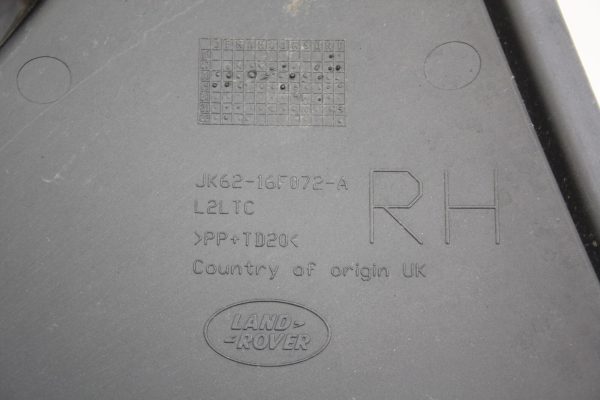 JK62-16F072-A
L2LTC
>PP+TD20<
Country of origin UK
RH
LAND-
-ROVER